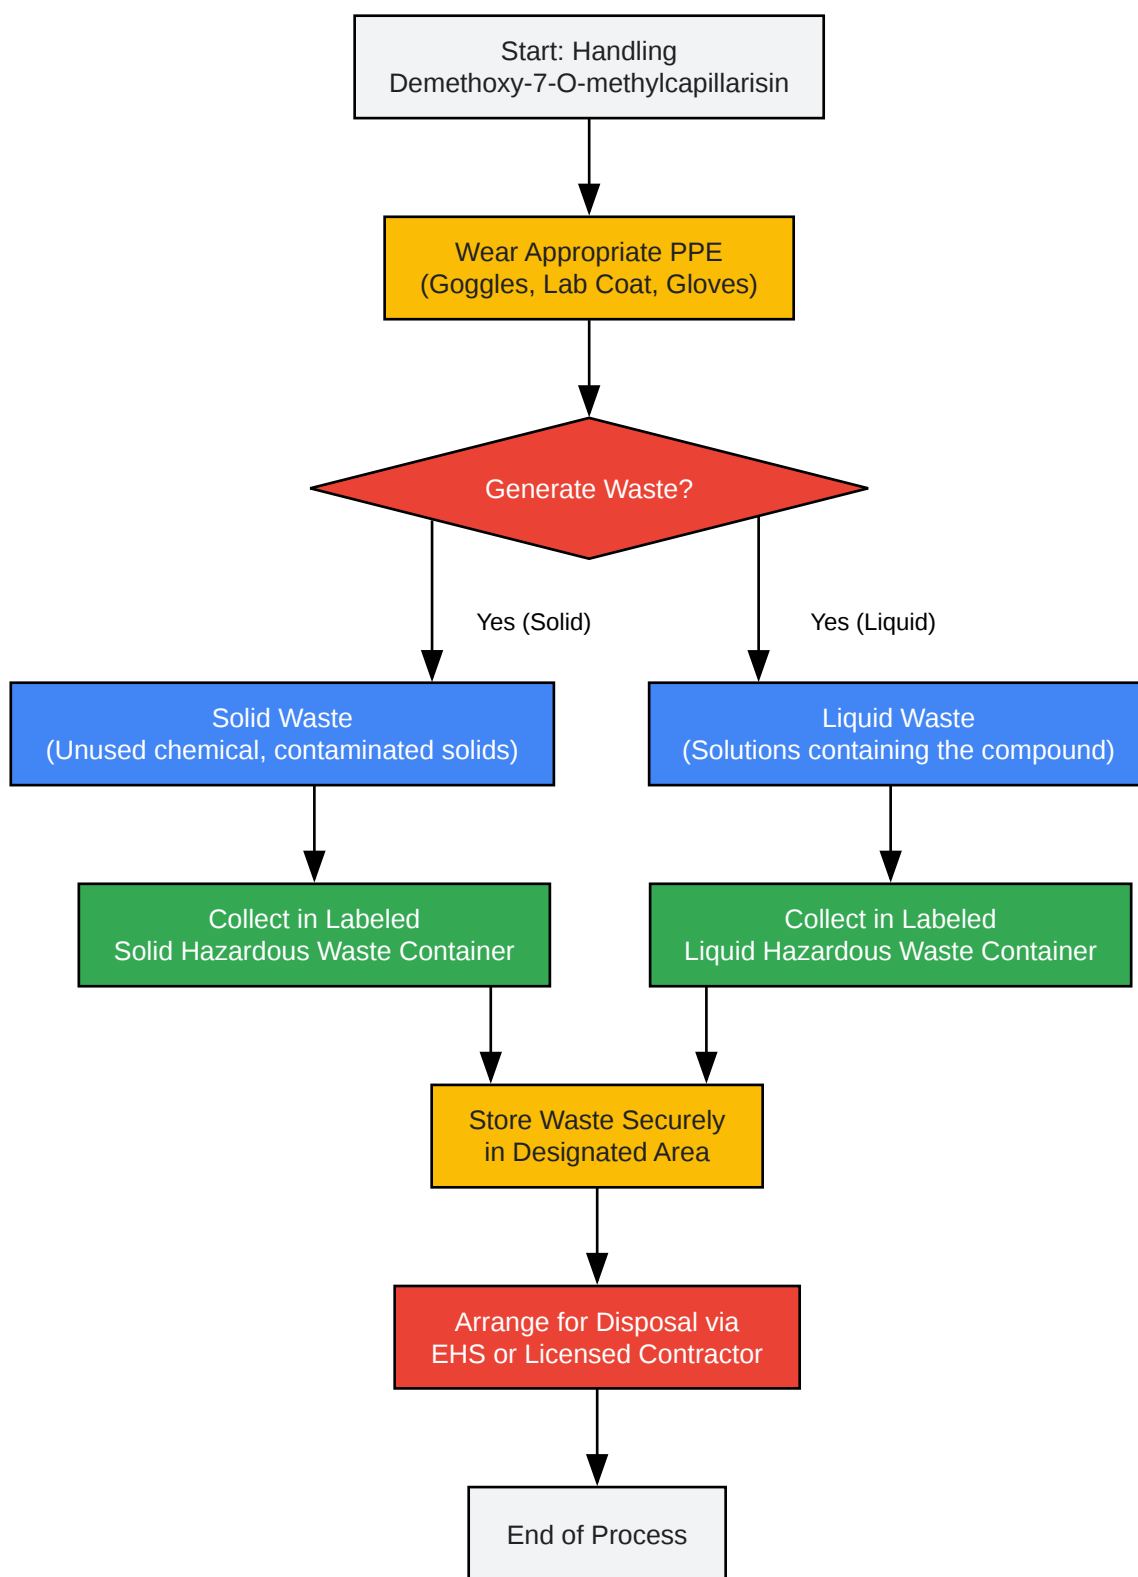 Start: Handling
Demethoxy-7-O-methylcapillarisin
Wear Appropriate PPE
(Goggles, Lab Coat, Gloves)
Generate Waste?
Yes (Solid)
Yes (Liquid)
Solid Waste
(Unused chemical, contaminated solids)
Liquid Waste
(Solutions containing the compound)
Collect in Labeled
Solid Hazardous Waste Container
Collect in Labeled
Liquid Hazardous Waste Container
Store Waste Securely
in Designated Area
Arrange for Disposal via
EHS or Licensed Contractor
End of Process